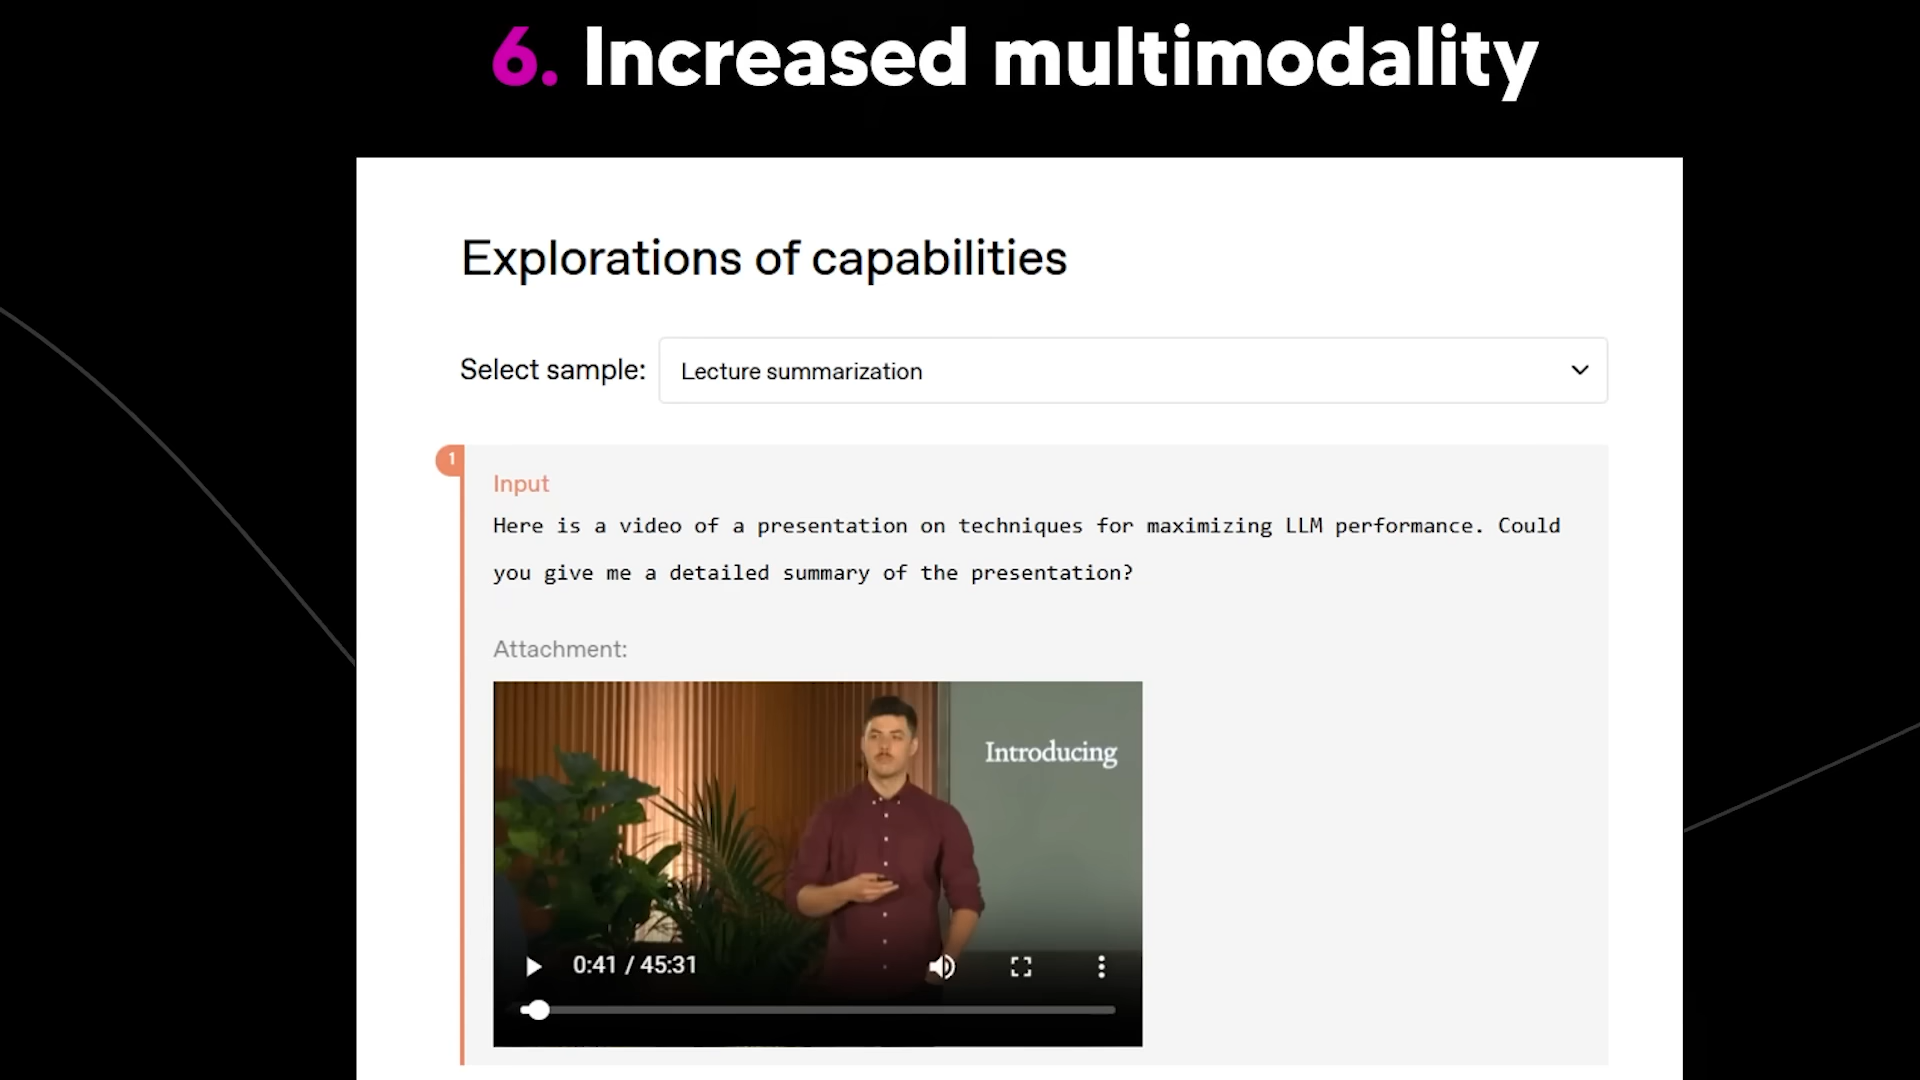 6. Increased multimodality
Explorations of capabilities
Select sample: Lecture summarization
1
Input
Here is a video of a presentation on techniques for maximizing LLM performance. Could
you give me a detailed summary of the presentation?
Attachment:
Introducing
0:41 / 45:31